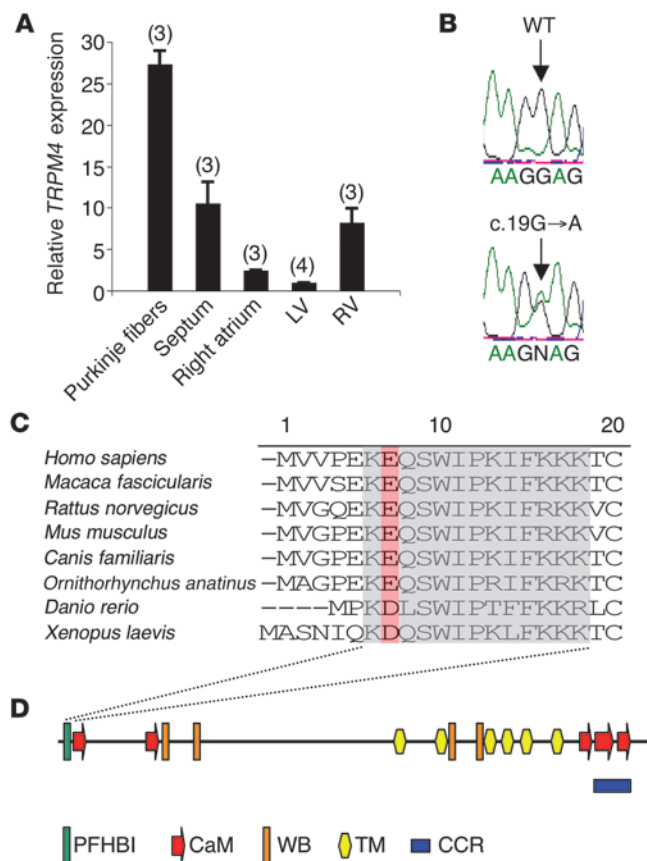 A
Relative TRPM4 expression
30
25
20
15
10
5
0
(3)
(3)
(3)
(4)
(3)
Purkinje fibers
Septum
Right atrium
LV
RV
B
WT
AAGGAG
c.19G→A
AAGNAG
C
1 10 20
Homo sapiens -MVVPEKEQSWIPKIFKKKTC
Macaca fascicularis -MVVSEKEQSWIPKIFKKKTC
Rattus norvegicus -MVGQEKEQSWIPKIFRKKVC
Mus musculus -MVGPEKEQSWIPKIFRKKVC
Canis familiaris -MVGPEKEQSWIPKIFKKKTC
Ornithorhynchus anatinus -MAGPEKEQSWIPRIFKRKTC
Danio rerio ----MPKDLSWIPTFFKKRLC
Xenopus laevis MASNIQKDQSWIPKLFKKKTC
D
PFHBI CaM WB TM CCR